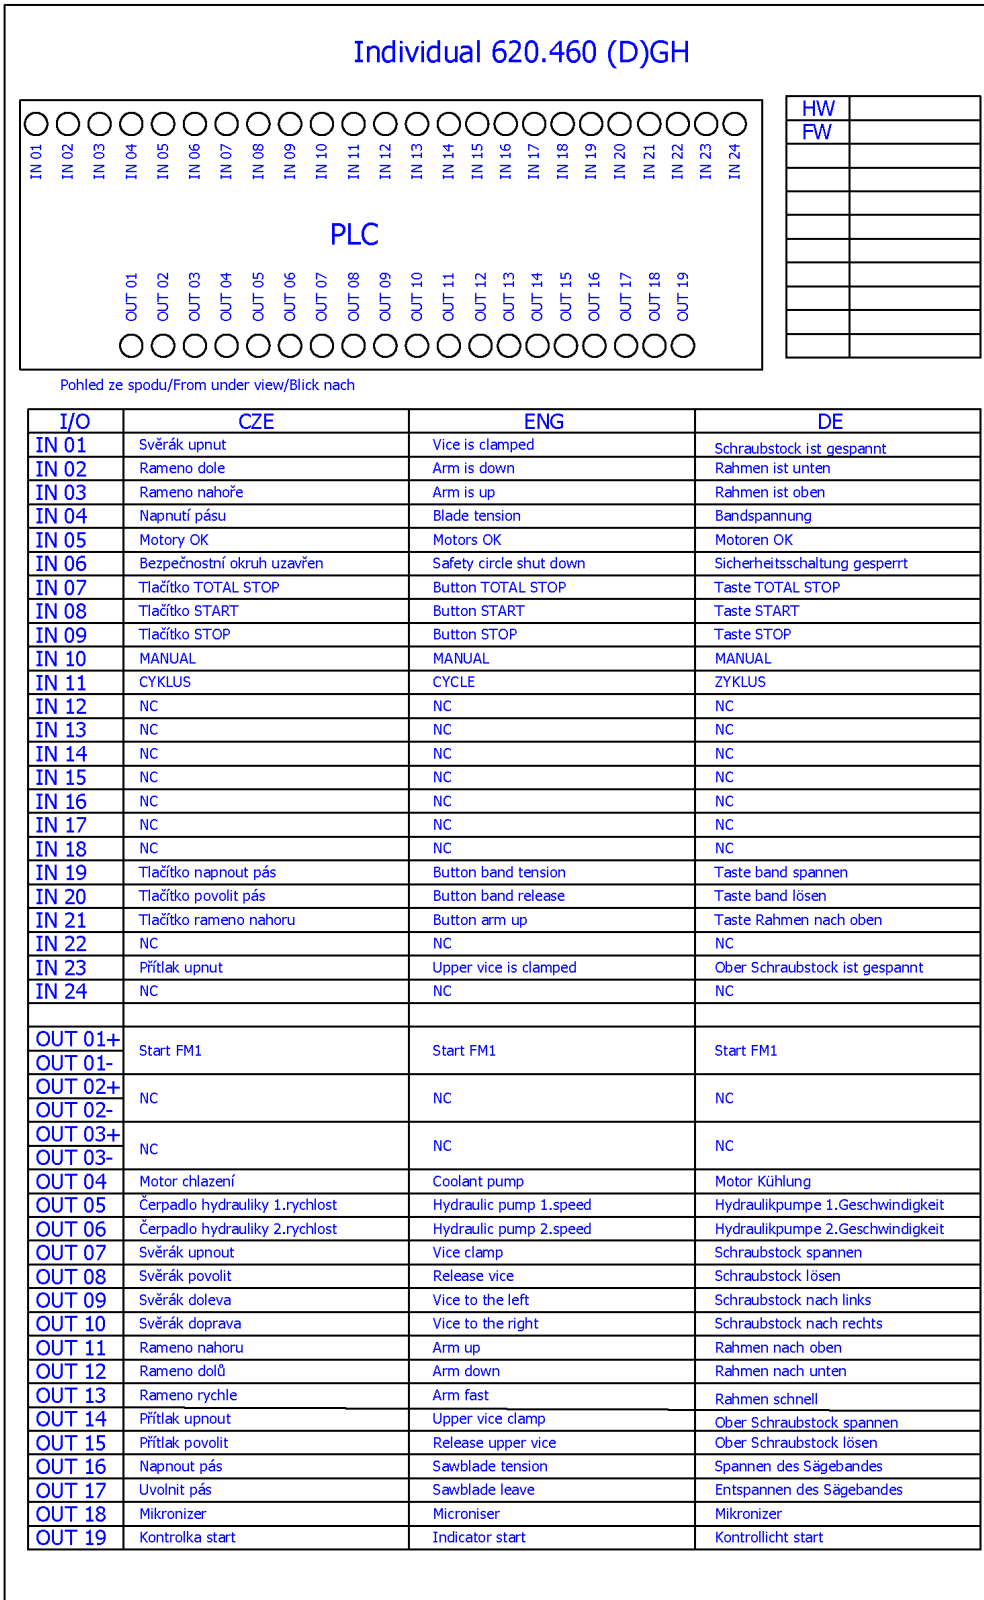 Individual 620.460 (D)GH
HW
FW
IN 01 IN 02 IN 03 IN 04 IN 05 IN 06 IN 07 IN 08 IN 09 IN 10 IN 11 IN 12 IN 13 IN 14 IN 15 IN 16 IN 17 IN 18 IN 19 IN 20 IN 21 IN 22 IN 23 IN 24
PLC
OUT 01 OUT 02 OUT 03 OUT 04 OUT 05 OUT 06 OUT 07 OUT 08 OUT 09 OUT 10 OUT 11 OUT 12 OUT 13 OUT 14 OUT 15 OUT 16 OUT 17 OUT 18 OUT 19
Pohled ze spodu/From under view/Blick nach
I/O CZE ENG DE
IN 01 Svěrák upnut Vice is clamped Schraubstock ist gespannt
IN 02 Rameno dole Arm is down Rahmen ist unten
IN 03 Rameno nahoře Arm is up Rahmen ist oben
IN 04 Napnutí pásu Blade tension Bandspannung
IN 05 Motory OK Motors OK Motoren OK
IN 06 Bezpečnostní okruh uzavřen Safety circle shut down Sicherheitsschaltung gesperrt
IN 07 Tlačítko TOTAL STOP Button TOTAL STOP Taste TOTAL STOP
IN 08 Tlačítko START Button START Taste START
IN 09 Tlačítko STOP Button STOP Taste STOP
IN 10 MANUAL MANUAL MANUAL
IN 11 CYKLUS CYCLE ZYKLUS
IN 12 NC NC NC
IN 13 NC NC NC
IN 14 NC NC NC
IN 15 NC NC NC
IN 16 NC NC NC
IN 17 NC NC NC
IN 18 NC NC NC
IN 19 Tlačítko napnout pás Button band tension Taste band spannen
IN 20 Tlačítko povolit pás Button band release Taste band lösen
IN 21 Tlačítko rameno nahoru Button arm up Taste Rahmen nach oben
IN 22 NC NC NC
IN 23 Přítlak upnut Upper vice is clamped Ober Schraubstock ist gespannt
IN 24 NC NC NC
OUT 01+
Start FM1 Start FM1 Start FM1
OUT 01-
OUT 02+
NC NC NC
OUT 02-
OUT 03+
NC NC NC
OUT 03-
OUT 04 Motor chlazení Coolant pump Motor Kühlung
OUT 05 Čerpadlo hydrauliky 1.rychlost Hydraulic pump 1.speed Hydraulikpumpe 1.Geschwindigkeit
OUT 06 Čerpadlo hydrauliky 2.rychlost Hydraulic pump 2.speed Hydraulikpumpe 2.Geschwindigkeit
OUT 07 Svěrák upnout Vice clamp Schraubstock spannen
OUT 08 Svěrák povolit Release vice Schraubstock lösen
OUT 09 Svěrák doleva Vice to the left Schraubstock nach links
OUT 10 Svěrák doprava Vice to the right Schraubstock nach rechts
OUT 11 Rameno nahoru Arm up Rahmen nach oben
OUT 12 Rameno dolů Arm down Rahmen nach unten
OUT 13 Rameno rychle Arm fast Rahmen schnell
OUT 14 Přítlak upnout Upper vice clamp Ober Schraubstock spannen
OUT 15 Přítlak povolit Release upper vice Ober Schraubstock lösen
OUT 16 Napnout pás Sawblade tension Spannen des Sägebandes
OUT 17 Uvolnit pás Sawblade leave Entspannen des Sägebandes
OUT 18 Mikronizer Microniser Mikronizer
OUT 19 Kontrolka start Indicator start Kontrollicht start